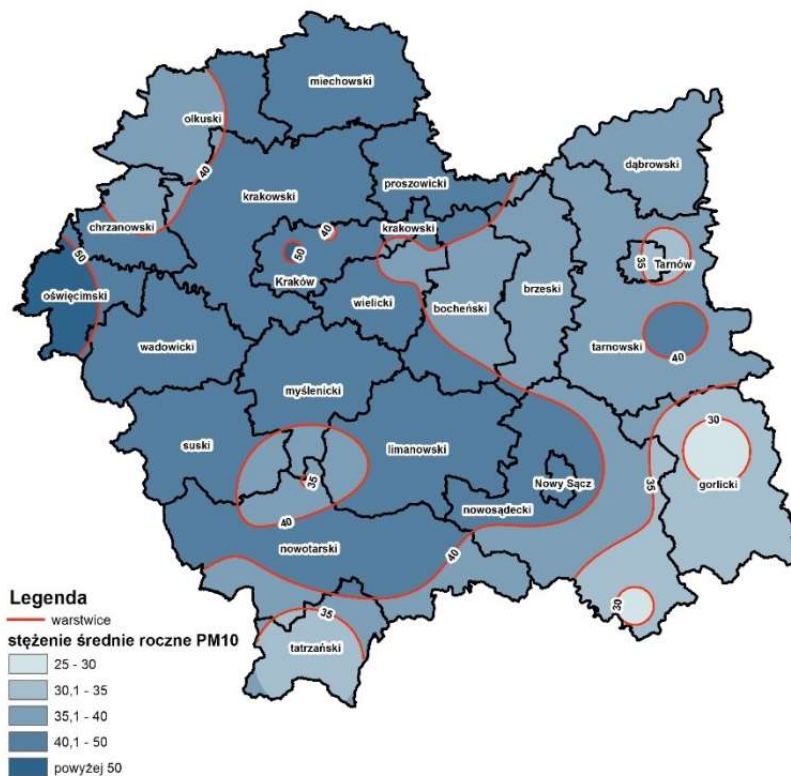 miechowski
olkuski
dąbrowski
40
krakowski
proszowicki
chrzanowski
40
krakowski
50
50
35
Tarnów
Kraków
oświęcimski
wielicki
bocheński
brzeski
wadowicki
tarnowski
40
myślenicki
30
suski
limanowski
35
Nowy Sącz
35
gorlicki
nowosądecki
40
nowotarski
40
30
35
tatrzański
Legenda
warstwice
stężenie średnie roczne PM10
25 - 30
30,1 - 35
35,1 - 40
40,1 - 50
powyżej 50